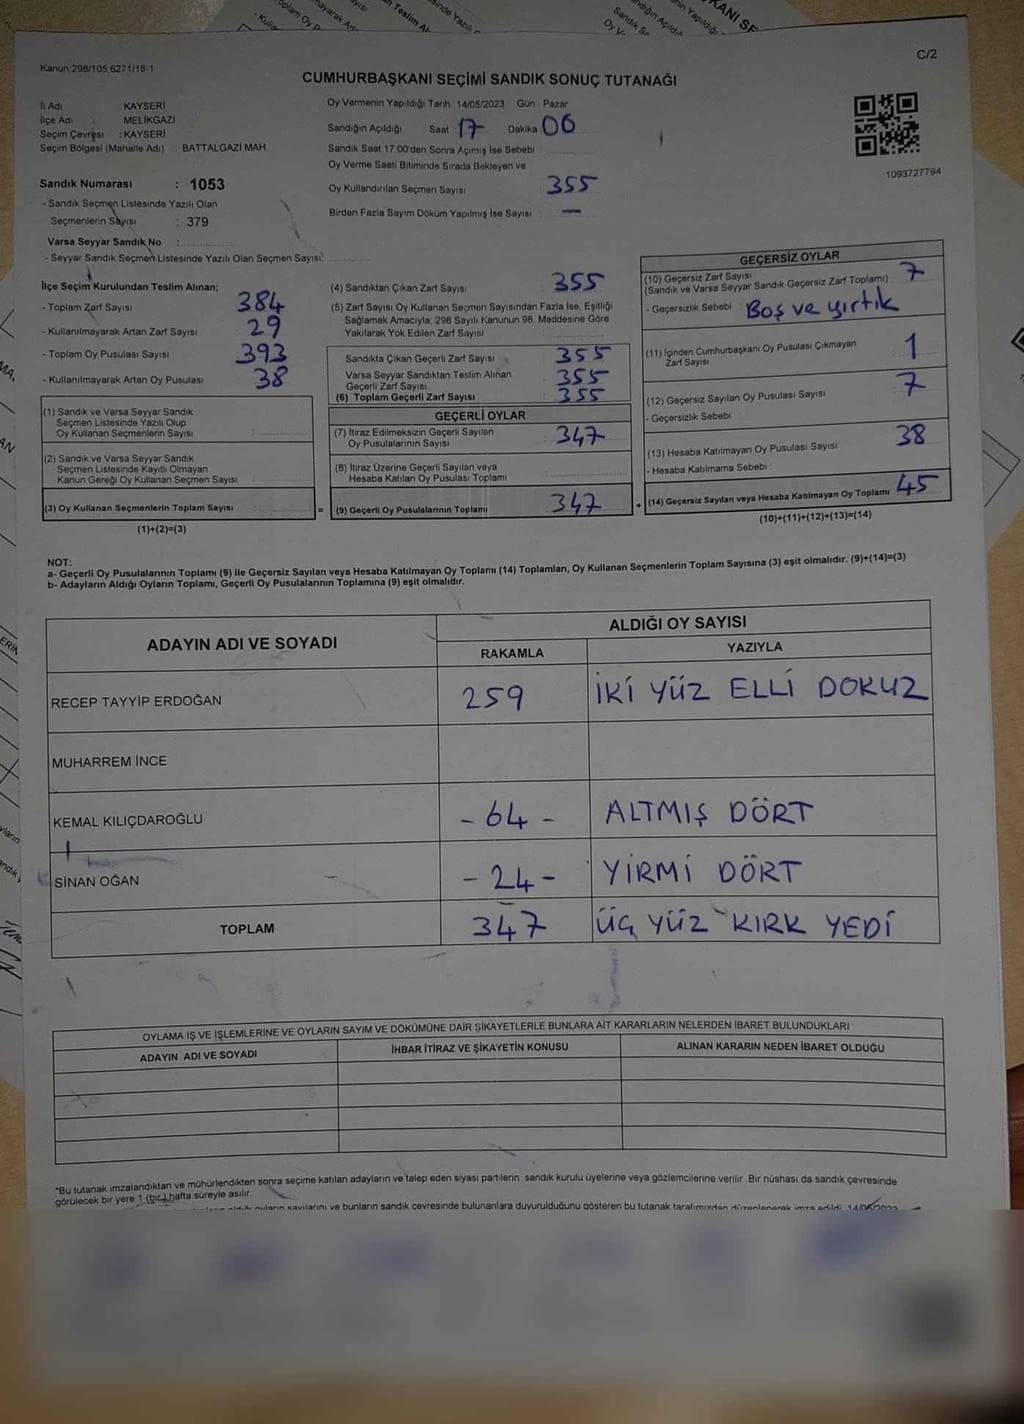 Kanun:298/105,6271/18-1
C/2
CUMHURBAŞKANI SEÇİMİ SANDIK SONUÇ TUTANAĞI
İl Adı : KAYSERİ
İlçe Adı MELİKGAZİ
Seçim Çevresi : KAYSERİ
Seçim Bölgesi (Mahalle Adı) BATTALGAZİ MAH.
Sandık Numarası : 1053
- Sandık Seçmen Listesinde Yazılı Olan
Seçmenlerin Sayısı : 379
Varsa Seyyar Sandık No :
- Seyyar Sandık Seçmen Listesinde Yazılı Olan Seçmen Sayısı:
Oy Vermenin Yapıldığı Tarih 14/05/2023 Gün : Pazar
Sandığın Açıldığı Saat 17 Dakika 06
Sandık Saat 17.00'den Sonra Açımış İse Sebebi
Oy Verme Saati Bitiminde Sırada Bekleyen ve
Oy Kullandırılan Seçmen Sayısı 355
Birden Fazla Sayım Döküm Yapılmış İse Sayısı : —
1093727794
İlçe Seçim Kurulundan Teslim Alınan;
- Toplam Zarf Sayısı 384
- Kullanılmayarak Artan Zarf Sayısı 29
- Toplam Oy Pusulası Sayısı 393
- Kullanılmayarak Artan Oy Pusulası 38
(1) Sandık ve Varsa Seyyar Sandık
Seçmen Listesinde Yazılı Olup
Oy Kullanan Seçmenlerin Sayısı :
(2) Sandık ve Varsa Seyyar Sandık
Seçmen Listesinde Kayıtlı Olmayan
Kanun Gereği Oy Kullanan Seçmen Sayısı :
(3) Oy Kullanan Seçmenlerin Toplam Sayısı :
(1)+(2)=(3)
(4) Sandıktan Çıkan Zarf Sayısı 355
(5) Zarf Sayısı Oy Kullanan Seçmen Sayısından Fazla İse, Eşitliği
Sağlamak Amacıyla, 298 Sayılı Kanunun 98. Maddesine Göre
Yakılarak Yok Edilen Zarf Sayısı
Sandıkta Çıkan Geçerli Zarf Sayısı 355
Varsa Seyyar Sandıktan Teslim Alınan
Geçerli Zarf Sayısı 355
(6) Toplam Geçerli Zarf Sayısı 355
GEÇERLİ OYLAR
(7) İtiraz Edilmeksizin Geçerli Sayılan
Oy Pusulalarının Sayısı 347
(8) İtiraz Üzerine Geçerli Sayılan veya
Hesaba Katılan Oy Pusulası Toplamı
= (9) Geçerli Oy Pusulalarının Toplamı 347
GEÇERSİZ OYLAR
(10) Geçersiz Zarf Sayısı 7
(Sandık ve Varsa Seyyar Sandık Geçersiz Zarf Toplamı)
- Geçersizlik Sebebi Boş ve yırtık
(11) İçinden Cumhurbaşkanı Oy Pusulası Çıkmayan
Zarf Sayısı 1
(12) Geçersiz Sayılan Oy Pusulası Sayısı 7
- Geçersizlik Sebebi :
(13) Hesaba Katılmayan Oy Pusulası Sayısı 38
- Hesaba Katılmama Sebebi :
+ (14) Geçersiz Sayılan veya Hesaba Katılmayan Oy Toplamı 45
(10)+(11)+(12)+(13)=(14)
NOT:
a- Geçerli Oy Pusulalarının Toplamı (9) ile Geçersiz Sayılan veya Hesaba Katılmayan Oy Toplamı (14) Toplamları, Oy Kullanan Seçmenlerin Toplam Sayısına (3) eşit olmalıdır. (9)+(14)=(3)
b- Adayların Aldığı Oyların Toplamı, Geçerli Oy Pusulalarının Toplamına (9) eşit olmalıdır.
ADAYIN ADI VE SOYADI
ALDIĞI OY SAYISI
RAKAMLA YAZIYLA
RECEP TAYYİP ERDOĞAN 259 İKİ YÜZ ELLİ DOKUZ
MUHARREM İNCE
KEMAL KILIÇDAROĞLU - 64 - ALTMIŞ DÖRT
SİNAN OĞAN - 24 - YİRMİ DÖRT
TOPLAM 347 ÜÇ YÜZ KIRK YEDİ
OYLAMA İŞ VE İŞLEMLERİNE VE OYLARIN SAYIM VE DÖKÜMÜNE DAİR ŞİKAYETLERLE BUNLARA AİT KARARLARIN NELERDEN İBARET BULUNDUKLARI
ADAYIN ADI VE SOYADI İHBAR İTİRAZ VE ŞİKAYETİN KONUSU ALINAN KARARIN NEDEN İBARET OLDUĞU
*Bu tutanak imzalandıktan ve mühürlendikten sonra seçime katılan adayların ve talep eden siyasi partilerin sandık kurulu üyelerine veya gözlemcilerine verilir. Bir nüshası da sandık çevresinde
görülecek bir yere 1 (bir) hafta süreyle asılır.
oyların sayılarını ve bunların sandık çevresinde bulunanlara duyurulduğunu gösteren bu tutanak tarafımızdan düzenlenerek imza edildi. 14/05/2023